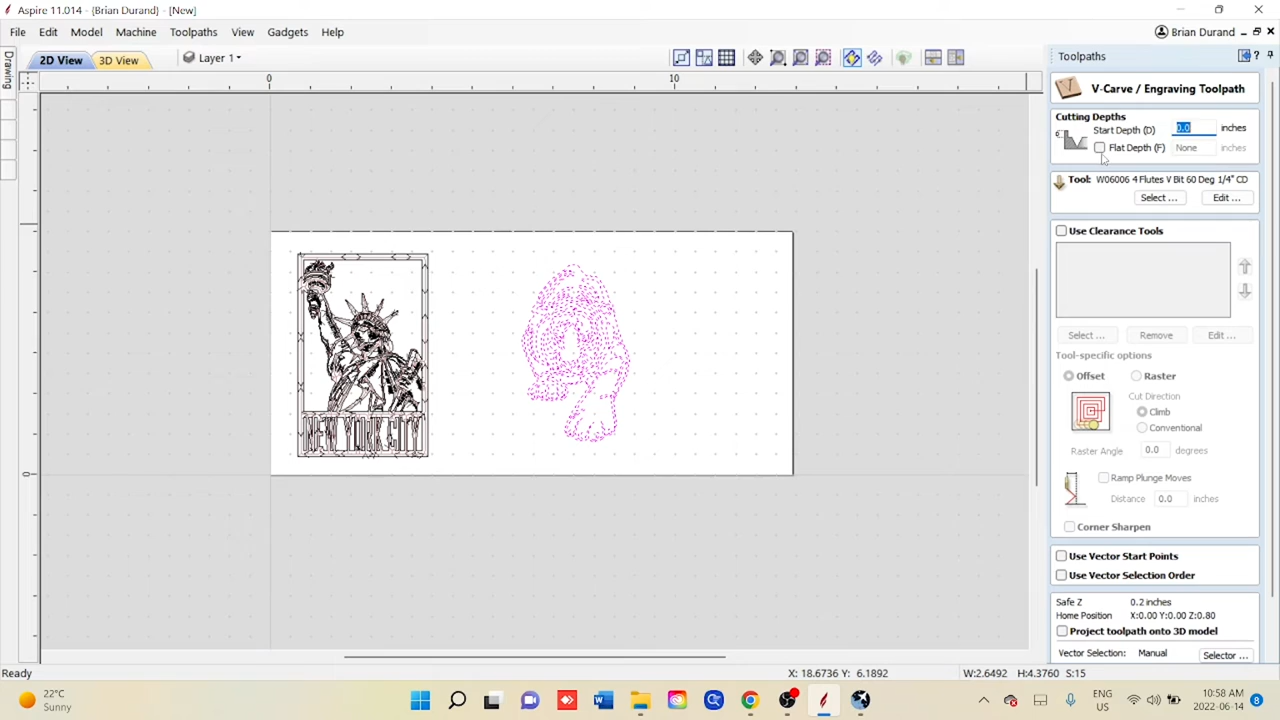 Aspire 11.014 - {Brian Durand} - [New]
File Edit Model Machine Toolpaths View Gadgets Help
Brian Durand
2D View 3D View Layer 1
Toolpaths
Drawing
0 10
V-Carve / Engraving Toolpath
Cutting Depths
Start Depth (D) 0.0 inches
Flat Depth (F) None inches
Tool: W06006 4 Flutes V Bit 60 Deg 1/4" CD
Select ... Edit ...
Use Clearance Tools
Select ... Remove Edit ...
Tool-specific options
Offset Raster
Cut Direction
Climb
Conventional
Raster Angle 0.0 degrees
Ramp Plunge Moves
Distance 0.0 inches
Corner Sharpen
Use Vector Start Points
Use Vector Selection Order
Safe Z 0.2 inches
Home Position X:0.00 Y:0.00 Z:0.80
Project toolpath onto 3D model
Vector Selection: Manual Selector ...
NEW YORK CITY
0
Ready X: 18.6736 Y: 6.1892 W:2.6492 H:4.3760 S:15
22°C
Sunny
ENG
CMS
10:58 AM
2022-06-14
8